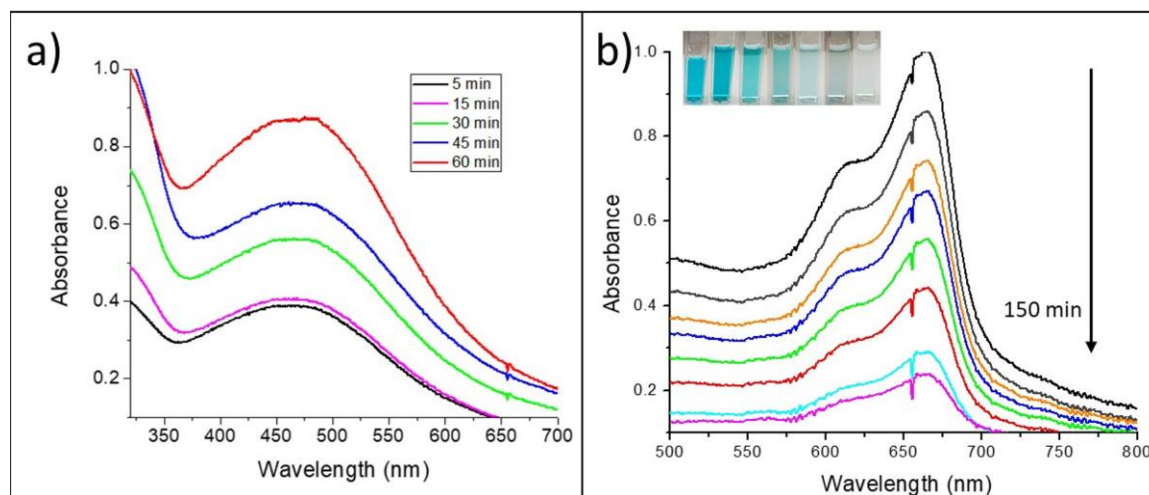 a)
5 min
15 min
30 min
45 min
60 min
1.0
0.8
0.6
0.4
0.2
Absorbance
350 400 450 500 550 600 650 700
Wavelength (nm)
b)
150 min
1.0
0.8
0.6
0.4
0.2
Absorbance
500 550 600 650 700 750 800
Wavelength (nm)